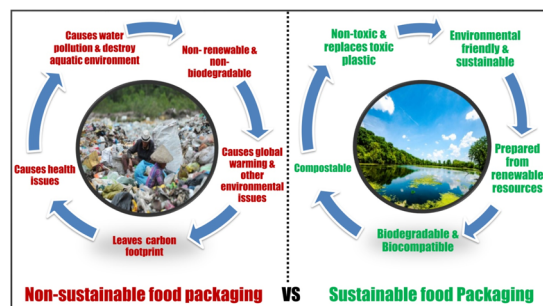 Causes water
pollution & destroy
aquatic environment
Non- renewable &
non-
biodegradable
Causes global
warming &
other
environmental
issues
Leaves carbon
footprint
Causes health
issues
Non-sustainable food packaging
VS
Non-toxic &
replaces toxic
plastic
Environmental
friendly &
sustainable
Prepared
from
renewable
resources
Biodegradable &
Biocompatible
Compostable
Sustainable food Packaging